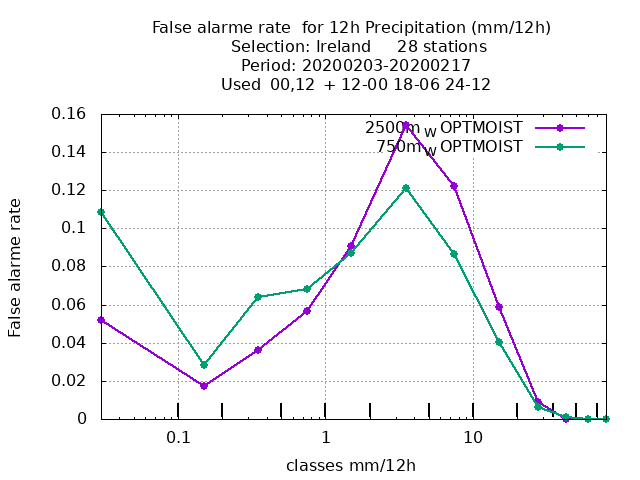 False alarme rate  for 12h Precipitation (mm/12h)
Selection: Ireland     28 stations
Period: 20200203-20200217
Used  00,12  + 12-00 18-06 24-12
2500m_W OPTMOIST
750m_W OPTMOIST
0.16
0.14
0.12
0.1
0.08
0.06
0.04
0.02
0
False alarme rate
0.1 1 10
classes mm/12h